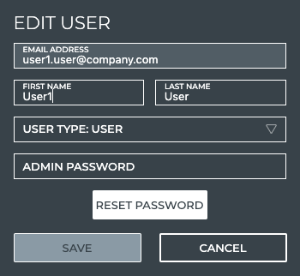 EDIT USER
EMAIL ADDRESS
user1.user@company.com
FIRST NAME LAST NAME
User1 User
USER TYPE: USER
ADMIN PASSWORD
RESET PASSWORD
SAVE CANCEL